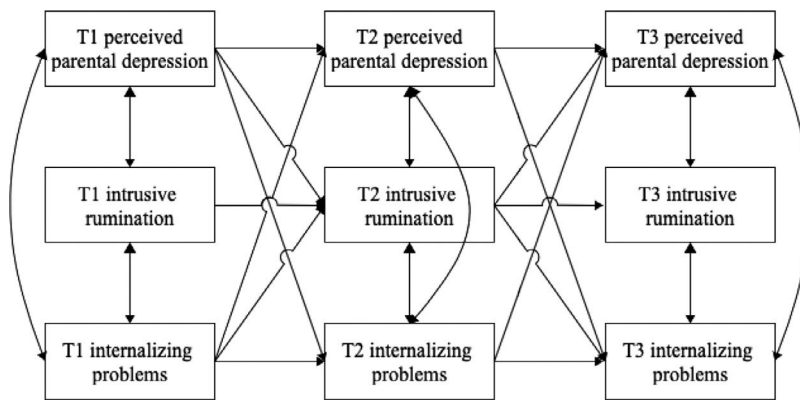 T1 perceived
parental depression
T2 perceived
parental depression
T3 perceived
parental depression
T1 intrusive
rumination
T2 intrusive
rumination
T3 intrusive
rumination
T1 internalizing
problems
T2 internalizing
problems
T3 internalizing
problems